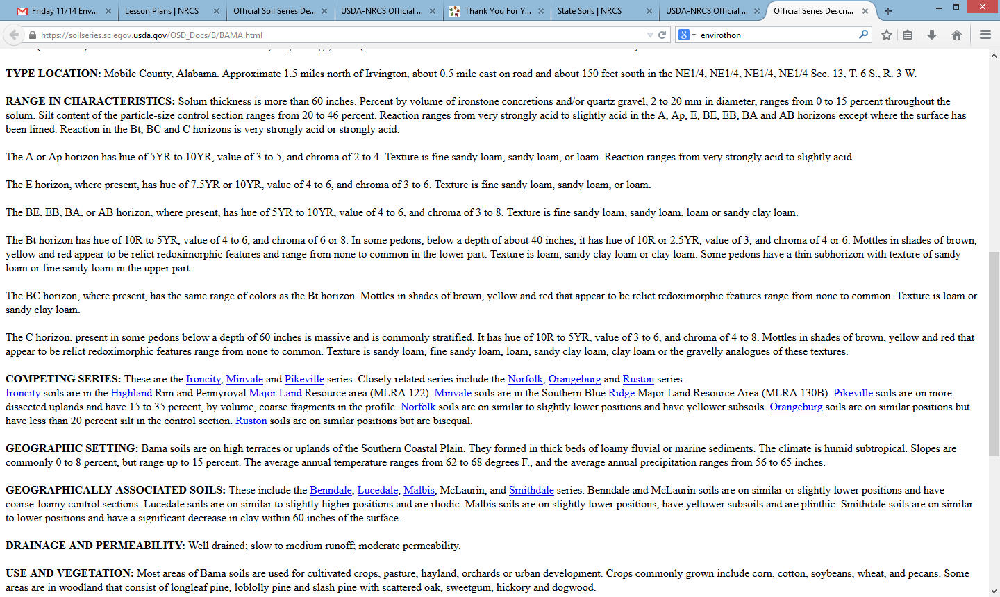 Friday 11/14 Env...
Lesson Plans | NRCS
Official Soil Series De...
USDA-NRCS Official ...
Thank You For Y...
State Soils | NRCS
USDA-NRCS Official ...
Official Series Descri...
https://soilseries.sc.egov.usda.gov/OSD_Docs/B/BAMA.html
envirothon
TYPE LOCATION: Mobile County, Alabama. Approximate 1.5 miles north of Irvington, about 0.5 mile east on road and about 150 feet south in the NE1/4, NE1/4, NE1/4, NE1/4 Sec. 13, T. 6 S., R. 3 W.
RANGE IN CHARACTERISTICS: Solum thickness is more than 60 inches. Percent by volume of ironstone concretions and/or quartz gravel, 2 to 20 mm in diameter, ranges from 0 to 15 percent throughout the
solum. Silt content of the particle-size control section ranges from 20 to 46 percent. Reaction ranges from very strongly acid to slightly acid in the A, Ap, E, BE, EB, BA and AB horizons except where the surface has
been limed. Reaction in the Bt, BC and C horizons is very strongly acid or strongly acid.
The A or Ap horizon has hue of 5YR to 10YR, value of 3 to 5, and chroma of 2 to 4. Texture is fine sandy loam, sandy loam, or loam. Reaction ranges from very strongly acid to slightly acid.
The E horizon, where present, has hue of 7.5YR or 10YR, value of 4 to 6, and chroma of 3 to 6. Texture is fine sandy loam, sandy loam, or loam.
The BE, EB, BA, or AB horizon, where present, has hue of 5YR to 10YR, value of 4 to 6, and chroma of 3 to 8. Texture is fine sandy loam, sandy loam, loam or sandy clay loam.
The Bt horizon has hue of 10R to 5YR, value of 4 to 6, and chroma of 6 or 8. In some pedons, below a depth of about 40 inches, it has hue of 10R or 2.5YR, value of 3, and chroma of 4 or 6. Mottles in shades of brown,
yellow and red appear to be relict redoximorphic features and range from none to common in the lower part. Texture is loam, sandy clay loam or clay loam. Some pedons have a thin subhorizon with texture of sandy
loam or fine sandy loam in the upper part.
The BC horizon, where present, has the same range of colors as the Bt horizon. Mottles in shades of brown, yellow and red that appear to be relict redoximorphic features range from none to common. Texture is loam or
sandy clay loam.
The C horizon, present in some pedons below a depth of 60 inches is massive and is commonly stratified. It has hue of 10R to 5YR, value of 3 to 6, and chroma of 4 to 8. Mottles in shades of brown, yellow and red that
appear to be relict redoximorphic features range from none to common. Texture is sandy loam, fine sandy loam, loam, sandy clay loam, clay loam or the gravelly analogues of these textures.
COMPETING SERIES: These are the Ironcity, Minvale and Pikeville series. Closely related series include the Norfolk, Orangeburg and Ruston series.
Ironcity soils are in the Highland Rim and Pennyroyal Major Land Resource area (MLRA 122). Minvale soils are in the Southern Blue Ridge Major Land Resource Area (MLRA 130B). Pikeville soils are on more
dissected uplands and have 15 to 35 percent, by volume, coarse fragments in the profile. Norfolk soils are on similar to slightly lower positions and have yellower subsoils. Orangeburg soils are on similar positions but
have less than 20 percent silt in the control section. Ruston soils are on similar positions but are bisequal.
GEOGRAPHIC SETTING: Bama soils are on high terraces or uplands of the Southern Coastal Plain. They formed in thick beds of loamy fluvial or marine sediments. The climate is humid subtropical. Slopes are
commonly 0 to 8 percent, but range up to 15 percent. The average annual temperature ranges from 62 to 68 degrees F., and the average annual precipitation ranges from 56 to 65 inches.
GEOGRAPHICALLY ASSOCIATED SOILS: These include the Benndale, Lucedale, Malbis, McLaurin, and Smithdale series. Benndale and McLaurin soils are on similar or slightly lower positions and have
coarse-loamy control sections. Lucedale soils are on similar to slightly higher positions and are rhodic. Malbis soils are on slightly lower positions, have yellower subsoils and are plinthic. Smithdale soils are on similar
to lower positions and have a significant decrease in clay within 60 inches of the surface.
DRAINAGE AND PERMEABILITY: Well drained; slow to medium runoff; moderate permeability.
USE AND VEGETATION: Most areas of Bama soils are used for cultivated crops, pasture, hayland, orchards or urban development. Crops commonly grown include corn, cotton, soybeans, wheat, and pecans. Some
areas are in woodland that consist of longleaf pine, loblolly pine and slash pine with scattered oak, sweetgum, hickory and dogwood.